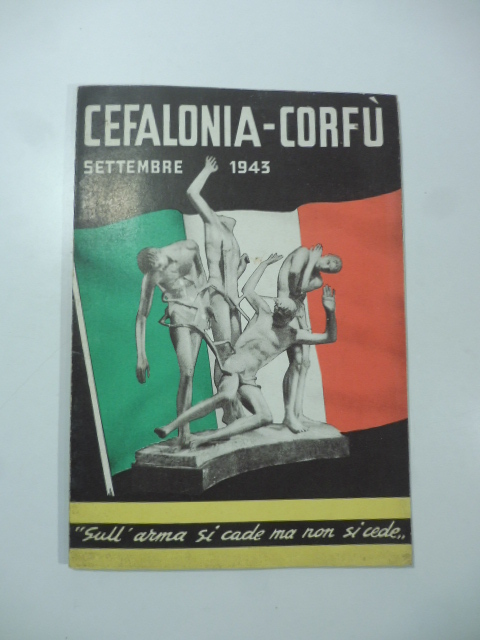 CEFALONIA-CORFÙ
SETTEMBRE 1943
"Sull'arma si cade ma non si cede„